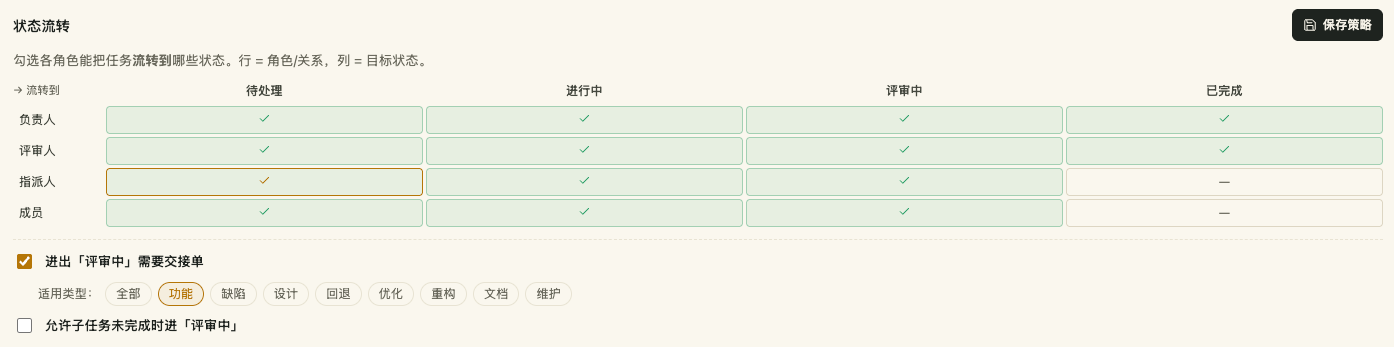 状态流转 保存策略
勾选各角色能把任务流转到哪些状态。行 = 角色/关系，列 = 目标状态。
→ 流转到 待处理 进行中 评审中 已完成
负责人 ✓ ✓ ✓ ✓
评审人 ✓ ✓ ✓ ✓
指派人 ✓ ✓ ✓ —
成员 ✓ ✓ ✓ —
进出「评审中」需要交接单
适用类型： 全部 功能 缺陷 设计 回退 优化 重构 文档 维护
允许子任务未完成时进「评审中」